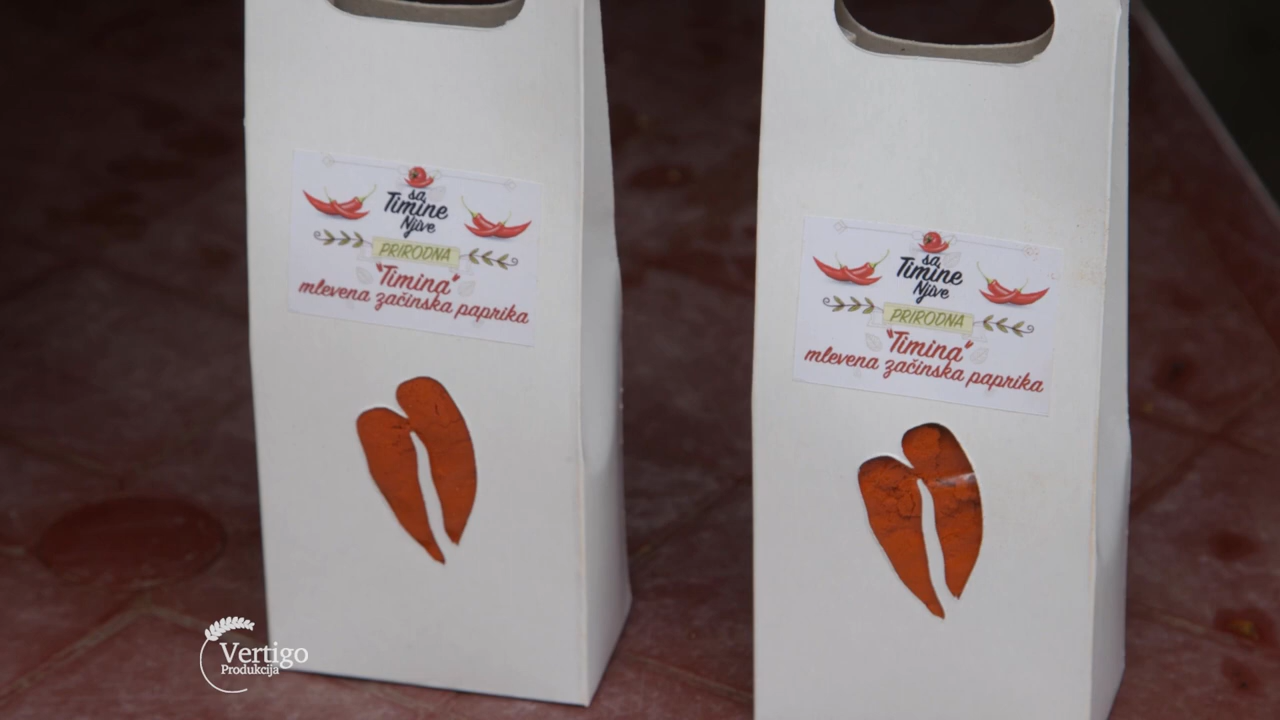 sa
Timine
Njive
PRIRODNA
"Timina"
mlevena začinska paprika
sa
Timine
Njive
PRIRODNA
"Timina"
mlevena začinska paprika
Vertigo
Produkcija